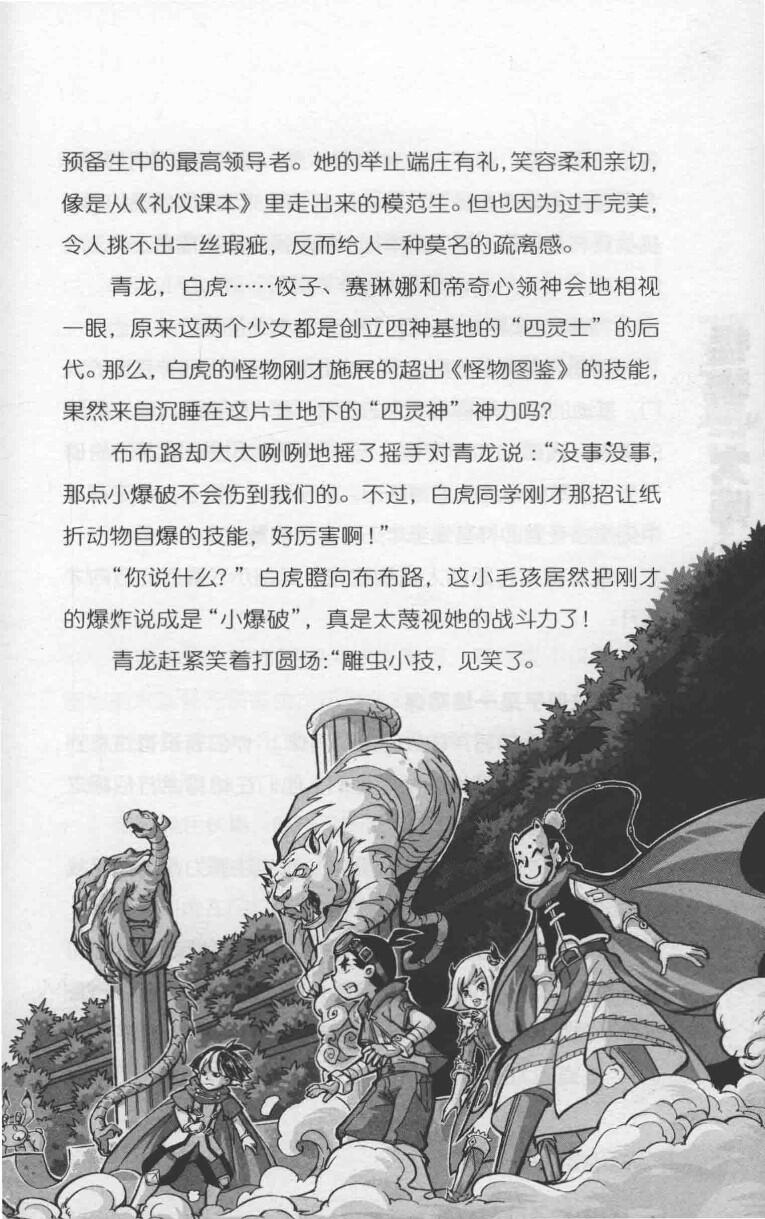 预备生中的最高领导者。她的举止端庄有礼，笑容柔和亲切，
像是从《礼仪课本》里走出来的模范生。但也因为过于完美，
令人挑不出一丝瑕疵，反而给人一种莫名的疏离感。
青龙，白虎……饺子、赛琳娜和帝奇心领神会地相视
一眼，原来这两个少女都是创立四神基地的“四灵士”的后
代。那么，白虎的怪物刚才施展的超出《怪物图鉴》的技能，
果然来自沉睡在这片土地下的“四灵神”神力吗？
布布路却大大咧咧地摇了摇手对青龙说：“没事没事，
那点小爆破不会伤到我们的。不过，白虎同学刚才那招让纸
折动物自爆的技能，好厉害啊！”
“你说什么？”白虎瞪向布布路，这小毛孩居然把刚才
的爆炸说成是“小爆破”，真是太蔑视她的战斗力了！
青龙赶紧笑着打圆场：“雕虫小技，见笑了。